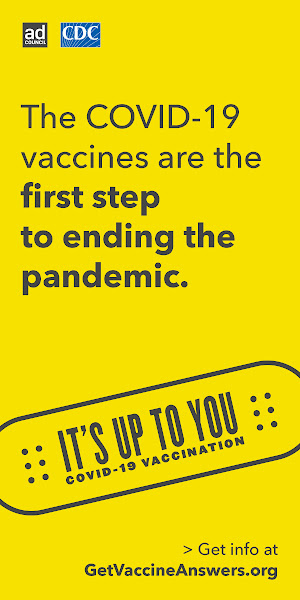 ad
COUNCIL
CDC
The COVID-19
vaccines are the
first step
to ending the
pandemic.
IT'S UP TO YOU
COVID-19 VACCINATION
> Get info at
GetVaccineAnswers.org